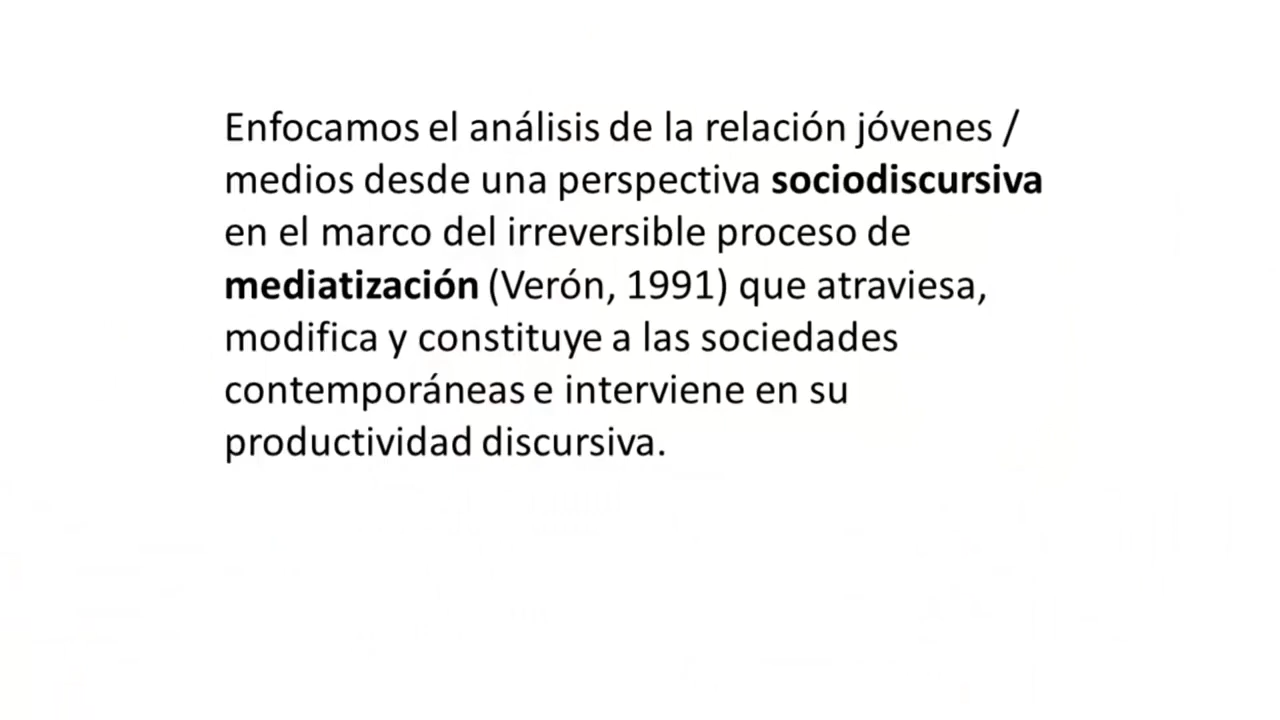 Enfocamos el análisis de la relación jóvenes /
medios desde una perspectiva sociodiscursiva
en el marco del irreversible proceso de
mediatización (Verón, 1991) que atraviesa,
modifica y constituye a las sociedades
contemporáneas e interviene en su
productividad discursiva.